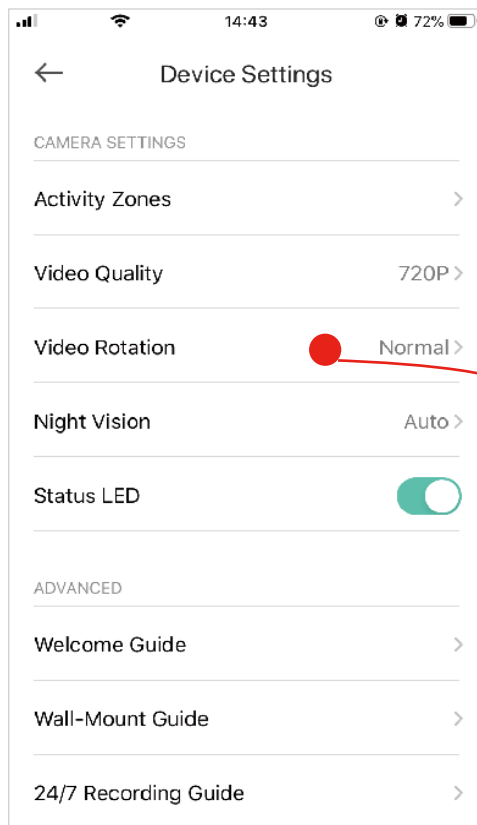 14:43 72%
Device Settings
CAMERA SETTINGS
Activity Zones
Video Quality 720P
Video Rotation Normal
Night Vision Auto
Status LED
ADVANCED
Welcome Guide
Wall-Mount Guide
24/7 Recording Guide